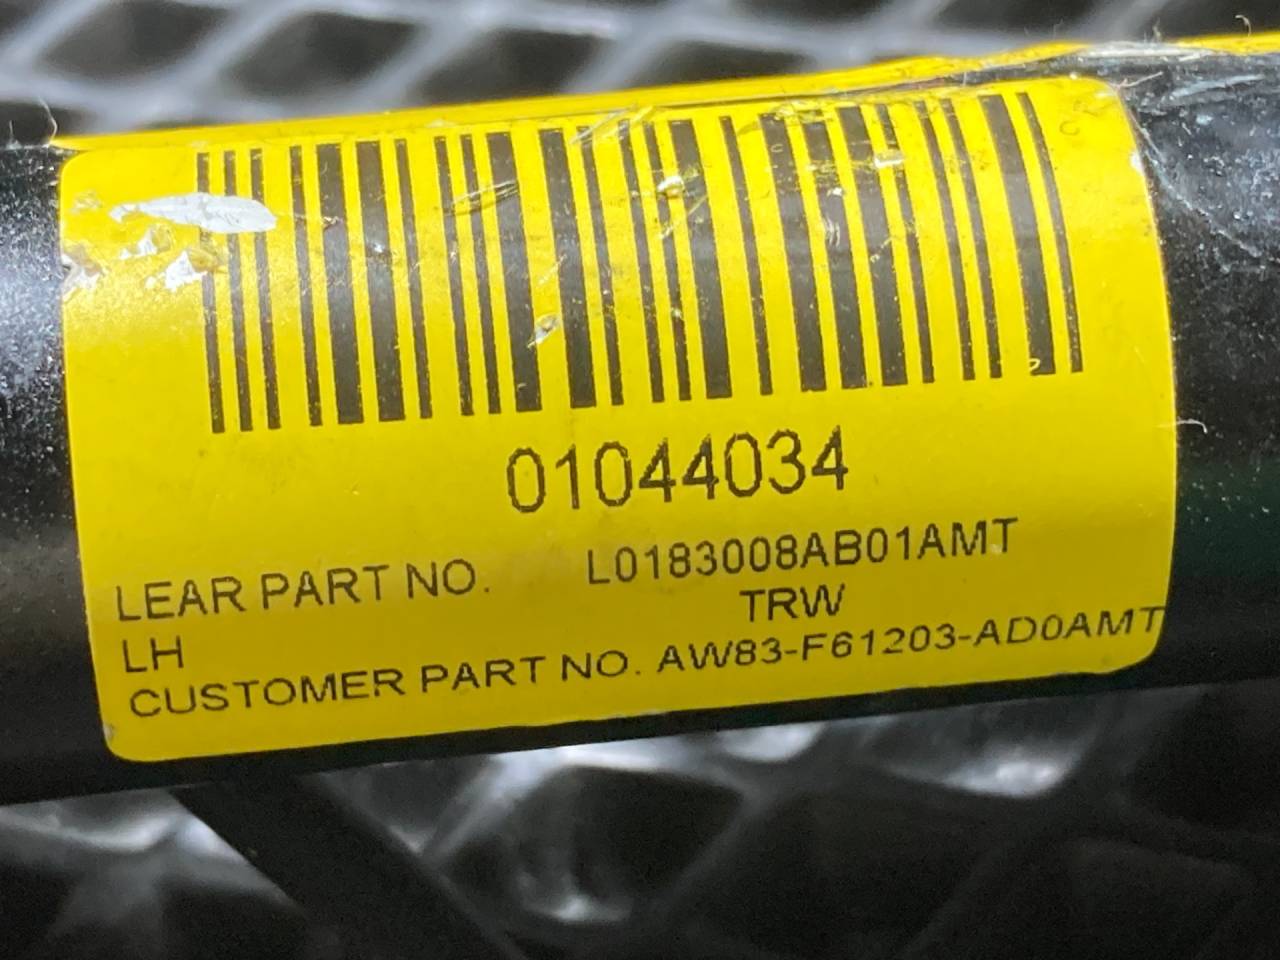 01044034
LEAR PART NO. L0183008AB01AMT
LH TRW
CUSTOMER PART NO. AW83-F61203-AD0AMT